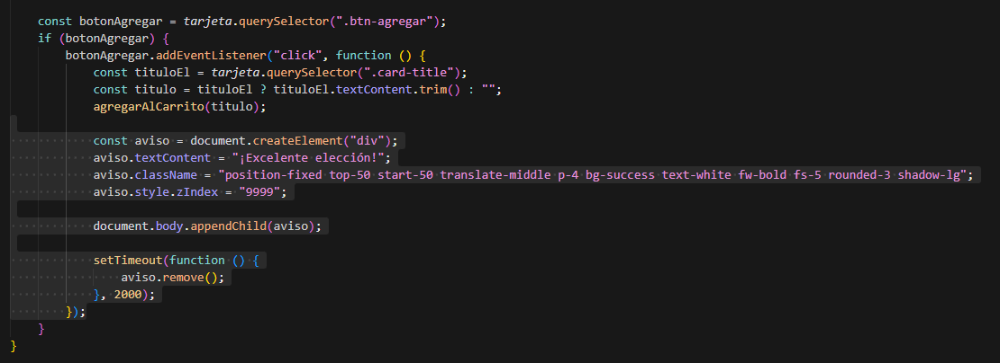 const botonAgregar = tarjeta.querySelector(".btn-agregar");
if (botonAgregar) {
botonAgregar.addEventListener("click", function () {
const tituloEl = tarjeta.querySelector(".card-title");
const titulo = tituloEl ? tituloEl.textContent.trim() : "";
agregarAlCarrito(titulo);
const aviso = document.createElement("div");
aviso.textContent = "¡Excelente elección!";
aviso.className = "position-fixed top-50 start-50 translate-middle p-4 bg-success text-white fw-bold fs-5 rounded-3 shadow-lg";
aviso.style.zIndex = "9999";
document.body.appendChild(aviso);
setTimeout(function () {
aviso.remove();
}, 2000);
});
}
}